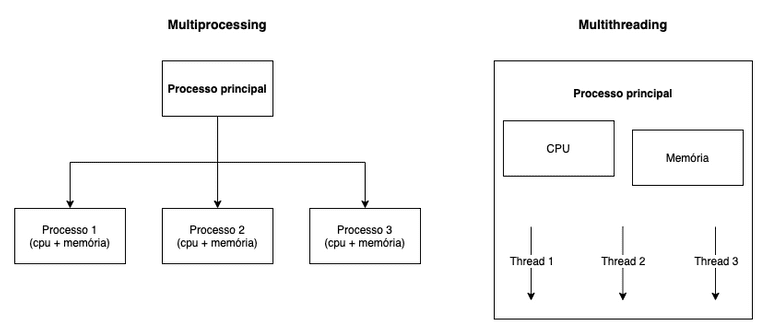 Multiprocessing
Processo principal
Processo 1
(cpu + memória)
Processo 2
(cpu + memória)
Processo 3
(cpu + memória)
Multithreading
Processo principal
CPU
Memória
Thread 1
Thread 2
Thread 3